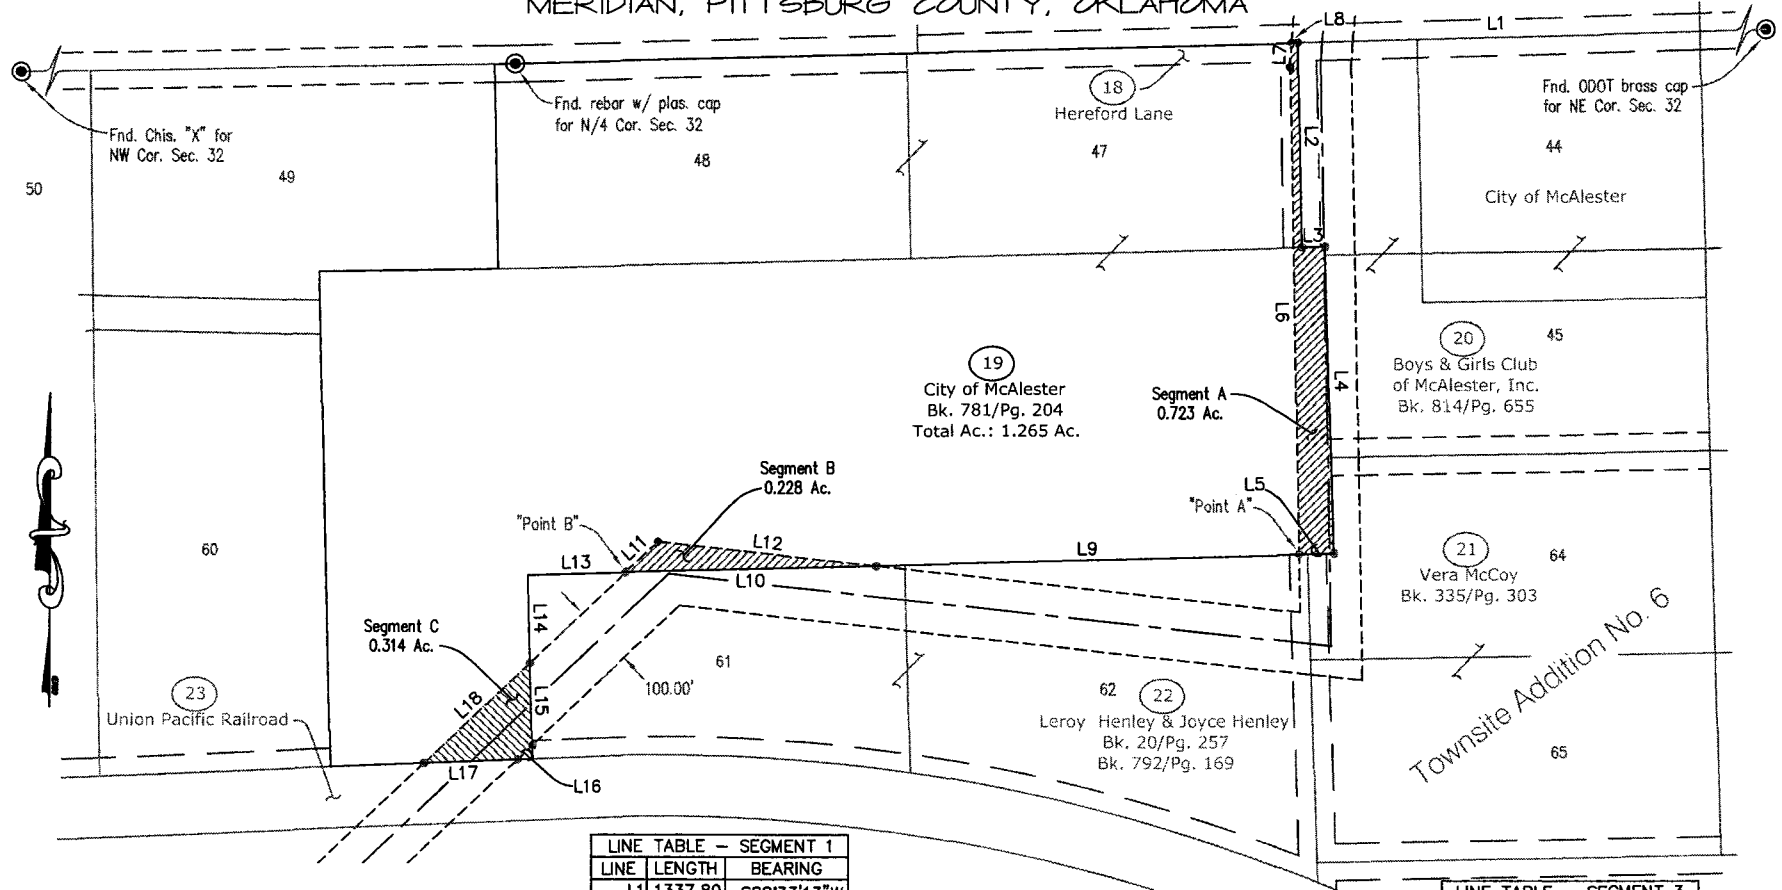 MERIDIAN, PITTSBURG COUNTY, OKLAHOMA
L8
L1
L7
18
Hereford Lane
Fnd. ODOT brass cap
for NE Cor. Sec. 32
Fnd. rebar w/ plas. cap
for N/4 Cor. Sec. 32
Fnd. Chis. "X" for
NW Cor. Sec. 32
50
49
48
47
L2
44
City of McAlester
L3
L6
19
City of McAlester
Bk. 781/Pg. 204
Total Ac.: 1.265 Ac.
Segment A
0.723 Ac.
L4
20
45
Boys & Girls Club
of McAlester, Inc.
Bk. 814/Pg. 655
Segment B
0.228 Ac.
L5
"Point A"
"Point B"
L11
L12
L9
L13
L10
60
21
64
Vera McCoy
Bk. 335/Pg. 303
Townsite Addition No. 6
L14
Segment C
0.314 Ac.
61
100.00'
L18
L15
23
Union Pacific Railroad
62
22
Leroy Henley & Joyce Henley
Bk. 20/Pg. 257
Bk. 792/Pg. 169
65
L17
L16
LINE TABLE - SEGMENT 1
LINE LENGTH BEARING
L1 1337.80
LINE TABLE SEGMENT 3